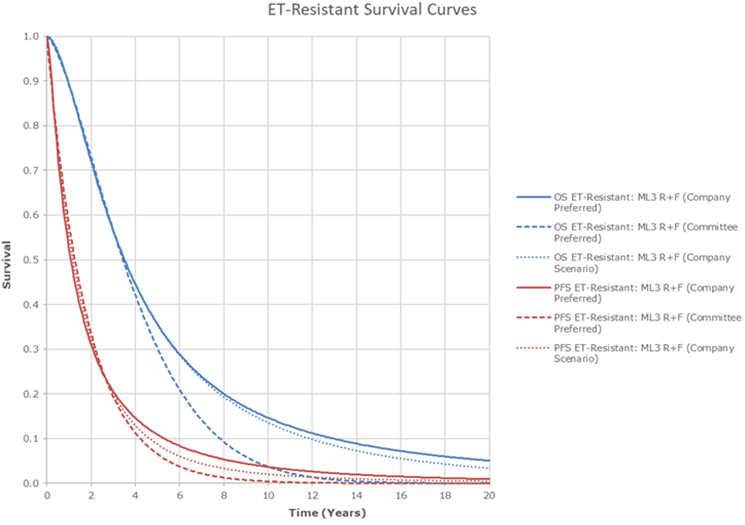 ET-Resistant Survival Curves
1.0
0.9
0.8
0.7
0.6
0.5
0.4
0.3
0.2
0.1
0.0
Survival
0
2
4
6
8
10
12
14
16
18
20
Time (Years)
OS ET-Resistant: ML3 R+F (Company
Preferred)
OS ET-Resistant: ML3 R+F (Committee
Preferred)
OS ET-Resistant: ML3 R+F (Company
Scenario)
PFS ET-Resistant: ML3 R+F (Company
Preferred)
PFS ET-Resistant: ML3 R+F (Committee
Preferred)
PFS ET-Resistant: ML3 R+F (Company
Scenario)